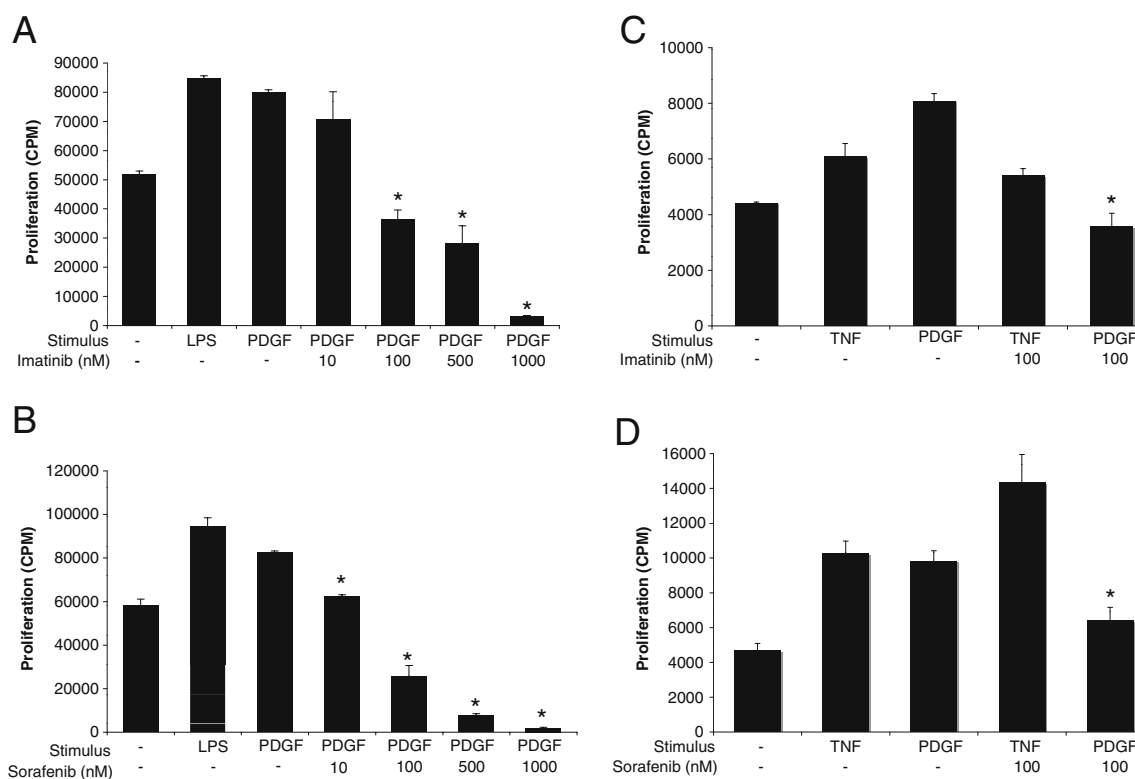 A
Proliferation (CPM)
90000
80000
70000
60000
50000
40000
30000
20000
10000
0
*
*
*
Stimulus - LPS PDGF PDGF PDGF PDGF PDGF
Imatinib (nM) - - - 10 100 500 1000
B
Proliferation (CPM)
120000
100000
80000
60000
40000
20000
0
*
*
*
*
Stimulus - LPS PDGF PDGF PDGF PDGF PDGF
Sorafenib (nM) - - - 10 100 500 1000
C
Proliferation (CPM)
10000
8000
6000
4000
2000
0
*
Stimulus - TNF PDGF TNF PDGF
Imatinib (nM) - - - 100 100
D
Proliferation (CPM)
16000
14000
12000
10000
8000
6000
4000
2000
0
*
Stimulus - TNF PDGF TNF PDGF
Sorafenib (nM) - - - 100 100